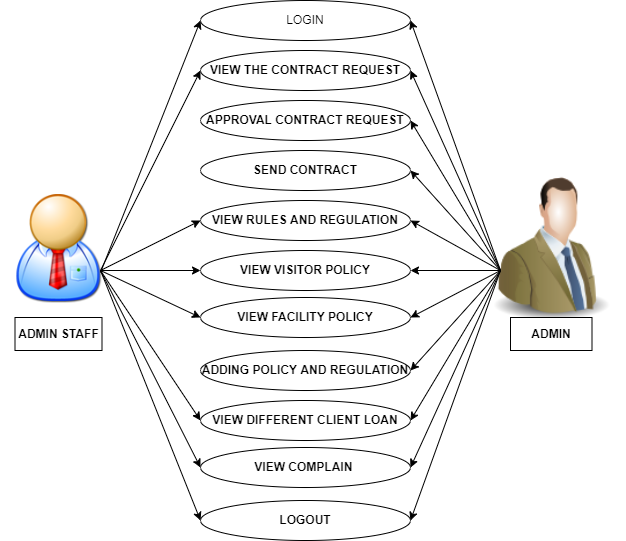 LOGIN
VIEW THE CONTRACT REQUEST
APPROVAL CONTRACT REQUEST
SEND CONTRACT
VIEW RULES AND REGULATION
VIEW VISITOR POLICY
VIEW FACILITY POLICY
ADMIN STAFF
ADMIN
ADDING POLICY AND REGULATION
VIEW DIFFERENT CLIENT LOAN
VIEW COMPLAIN
LOGOUT